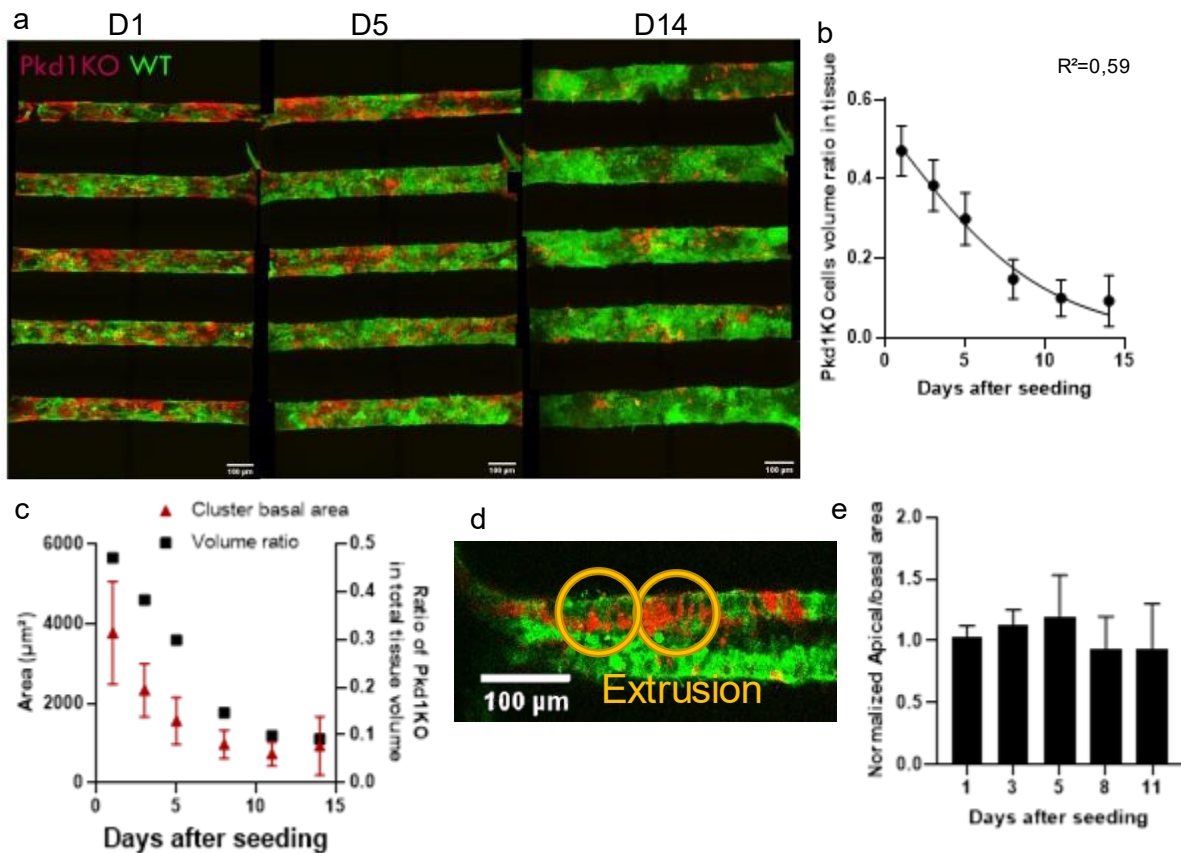 a
D1 D5 D14
Pkd1KO WT
100 µm
100 µm
100 µm
b
R²=0,59
Pkd1KO cells volume ratio in tissue
0.6
0.4
0.2
0.0
0 5 10 15
Days after seeding
c
Cluster basal area
Volume ratio
Area (µm²)
6000
4000
2000
0
0.5
0.4
0.3
0.2
0.1
0.0
Ratio of Pkd1KO
in total tissue volume
0 5 10 15
Days after seeding
d
100 µm
Extrusion
e
Normalized Apical/basal area
2.0
1.5
1.0
0.5
0.0
1 3 5 8 11
Days after seeding